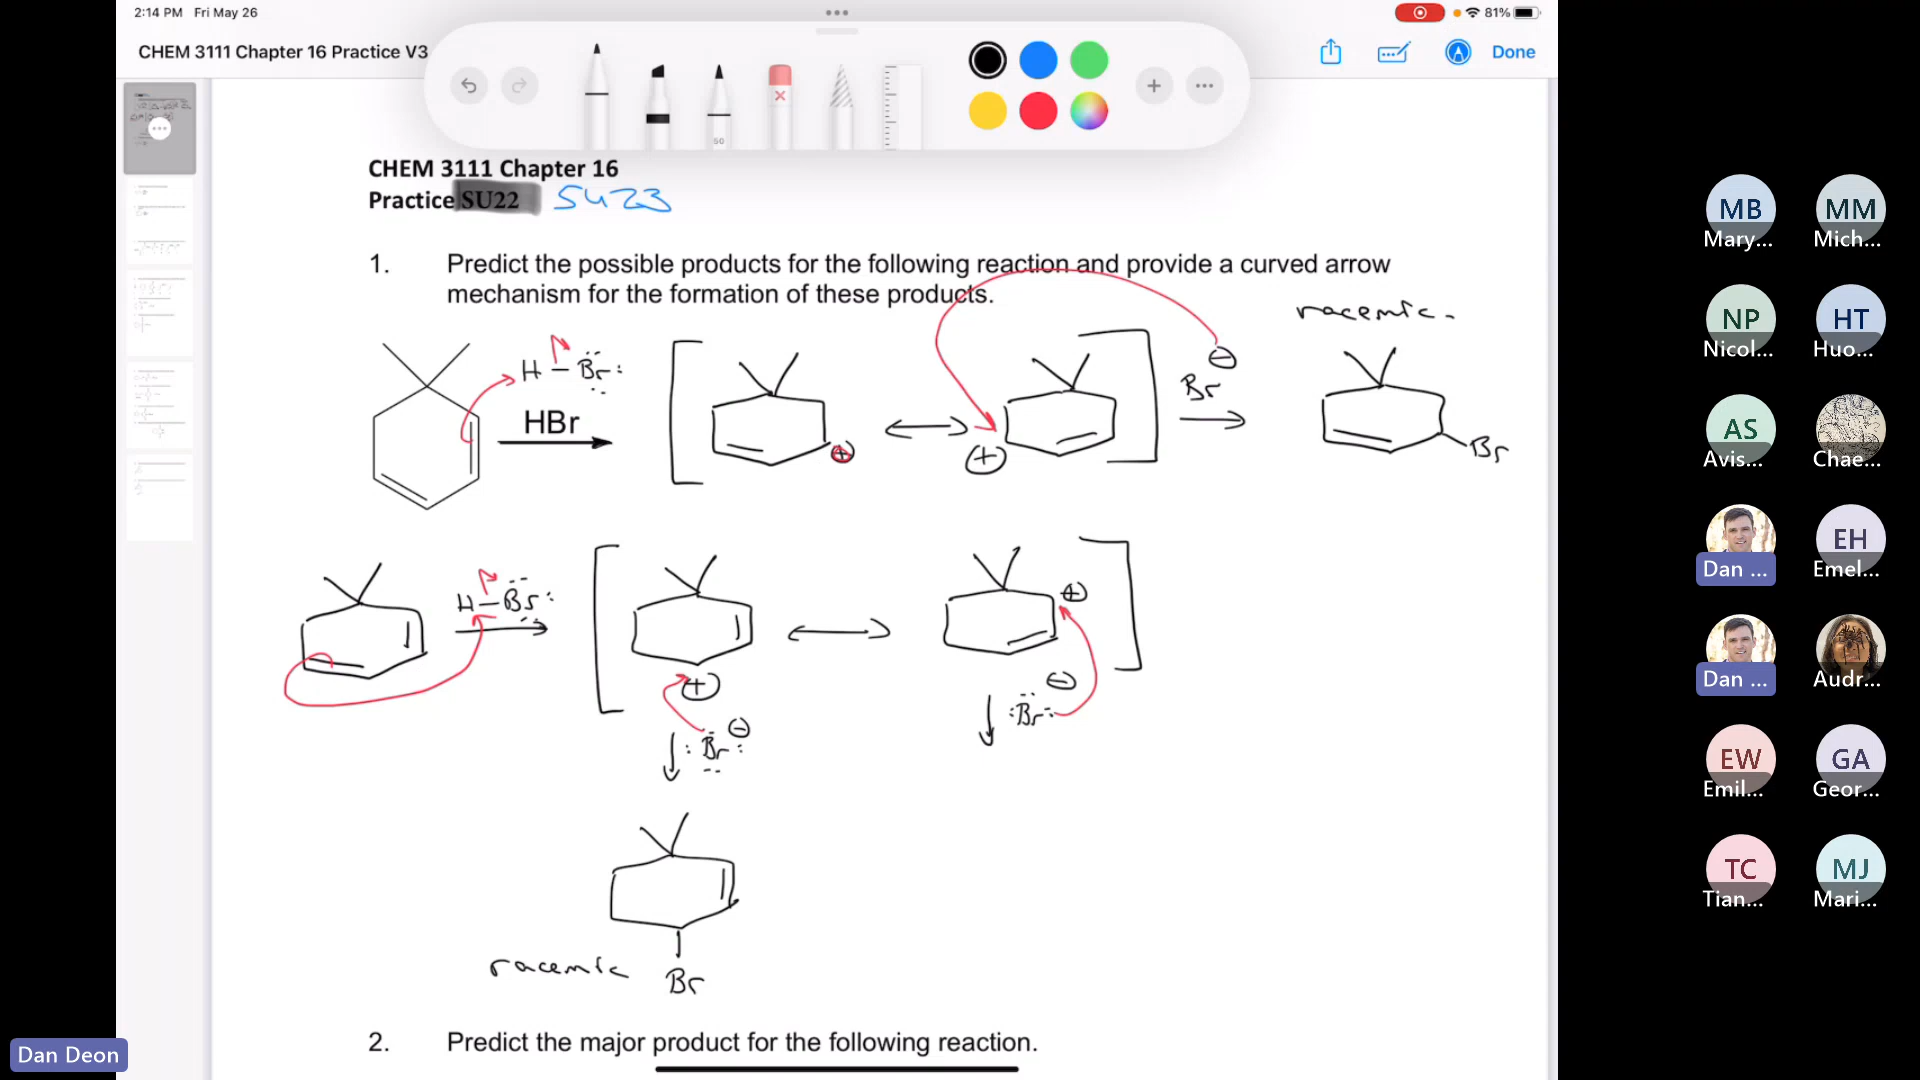 2:14 PM Fri May 26
81%
CHEM 3111 Chapter 16 Practice V3
Done
50
CHEM 3111 Chapter 16
Practice SU22 SU23
1. Predict the possible products for the following reaction and provide a curved arrow
mechanism for the formation of these products.
racemic.
H – Br:
HBr
⊕
⊕
Br ⊖
Br
H – Br:
⊕
⊕
:Br: ⊖
:Br: ⊖
racemic
Br
2. Predict the major product for the following reaction.
MB
Mary...
MM
Mich...
NP
Nicol...
HT
Huo...
AS
Avis...
Chae...
Dan ...
EH
Emel...
Dan ...
Audr...
EW
Emil...
GA
Geor...
TC
Tian...
MJ
Mari...
Dan Deon